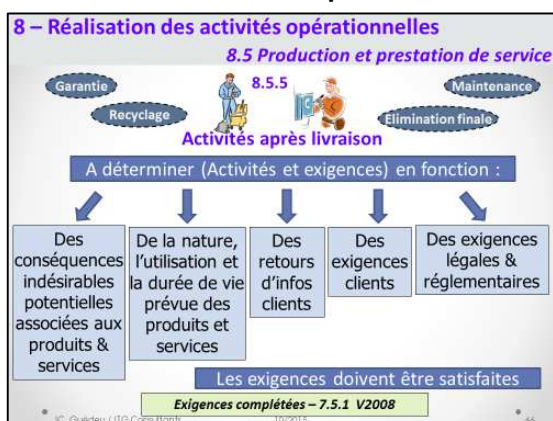 8 – Réalisation des activités opérationnelles
8.5 Production et prestation de service
Garantie
8.5.5
Maintenance
Recyclage
Elimination finale
Activités après livraison
A déterminer (Activités et exigences) en fonction :
Des
conséquences
indésirables
potentielles
associées aux
produits &
services
De la nature,
l'utilisation et
la durée de vie
prévue des
produits et
services
Des
retours
d'infos
clients
Des
exigences
clients
Des exigences
légales &
réglementaires
Les exigences doivent être satisfaites
Exigences complétées – 7.5.1 V2008
10/2015
66